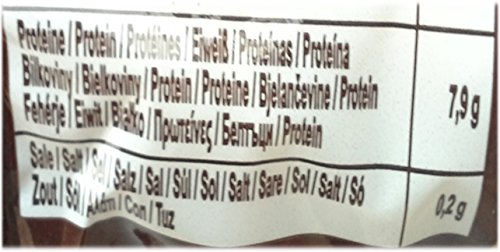 Proteine / Protein / Protéines / Eiweiß / Proteínas / Proteína
Bílkoviny / Bielkoviny / Protein / Proteine / Bjelančevine / Protein
Fehérje / Eiwit / Białko / Πρωτεΐνες / Белтъци / Protein
7,9 g
Sale / Salt / Sel / Salz / Sal / Sůl / Soľ / Salt / Sare / Sol / Salt / Só
Zout / Sól / Αλάτι / Сол / Tuz
0,2 g